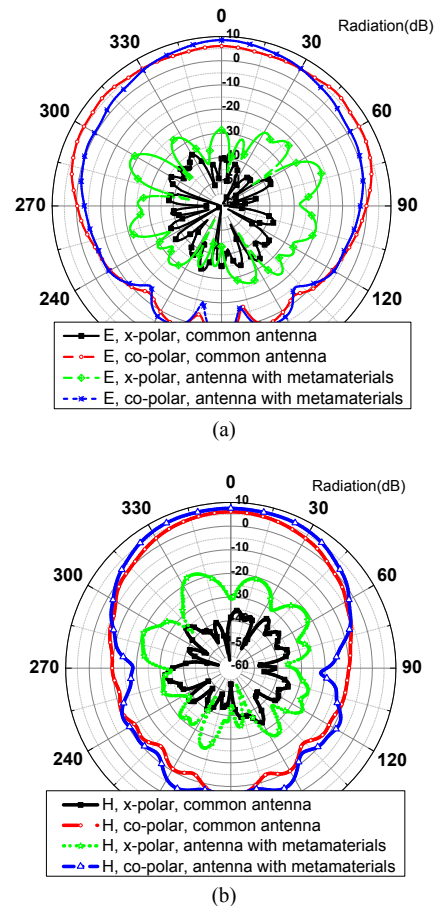 0
10
Radiation(dB)
330
30
0
-10
300
60
-20
-30
270
90
240
120
E, x-polar, common antenna
E, co-polar, common antenna
E, x-polar, antenna with metamaterials
E, co-polar, antenna with metamaterials
(a)
0
10
Radiation(dB)
330
30
0
-10
300
60
-20
-30
-40
-50
270
-60
90
240
120
H, x-polar, common antenna
H, co-polar, common antenna
H, x-polar, antenna with metamaterials
H, co-polar, antenna with metamaterials
(b)